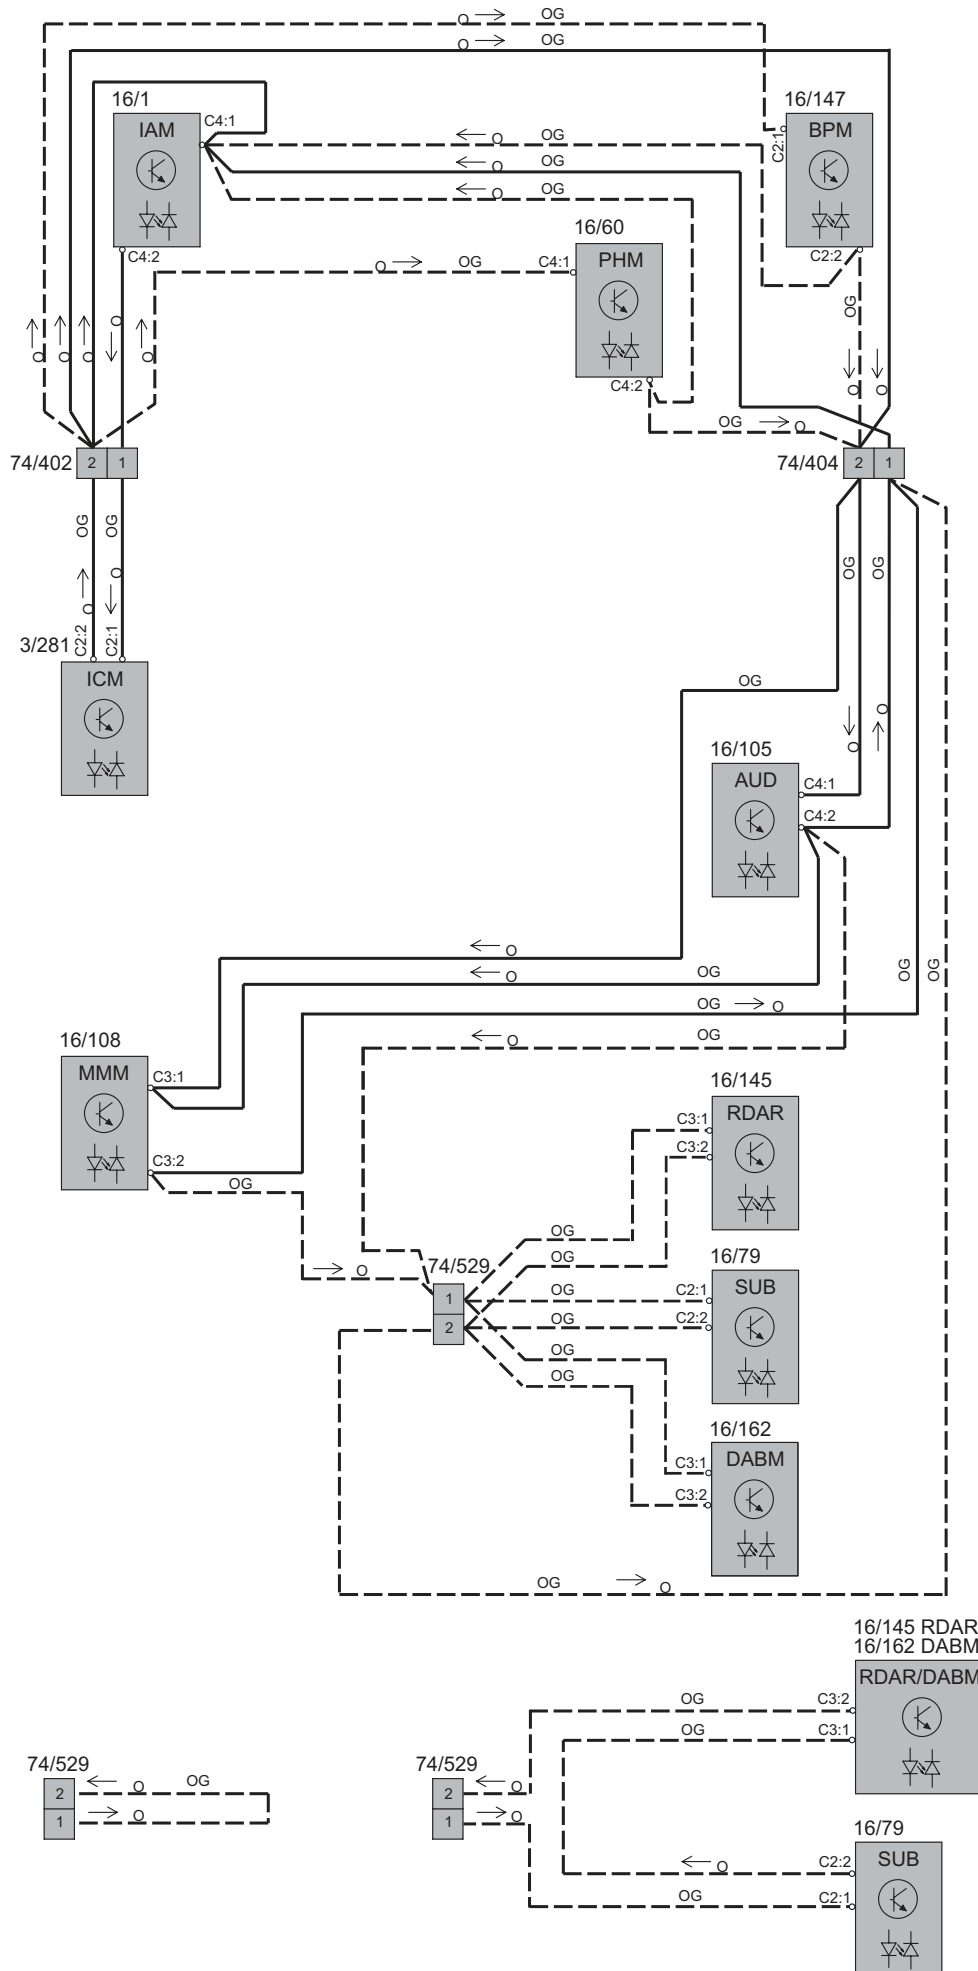 O OG
O OG
16/1
16/147
IAM
C4:1
BPM
C2:1
O OG
O OG
O OG
16/60
C4:2
PHM
C2:2
O OG C4:1
OG
O O O O O
C4:2
O O
OG O
74/402 2 1
74/404 2 1
OG OG
OG OG
O O
3/281 C2:2 C2:1
ICM
OG
O O
16/105
AUD
C4:1
C4:2
O
O OG
OG OG
OG O
16/108
O OG
MMM
C3:1
16/145
RDAR
C3:1
C3:2
C3:2
OG
OG
OG
16/79
O
74/529
SUB
1
OG C2:1
2
OG C2:2
OG
OG
16/162
DABM
C3:1
C3:2
OG O
16/145 RDAR
16/162 DABM
RDAR/DABM
OG C3:2
OG C3:1
74/529
2 O OG
1 O
74/529
2 O
1 O
16/79
SUB
O C2:2
OG C2:1